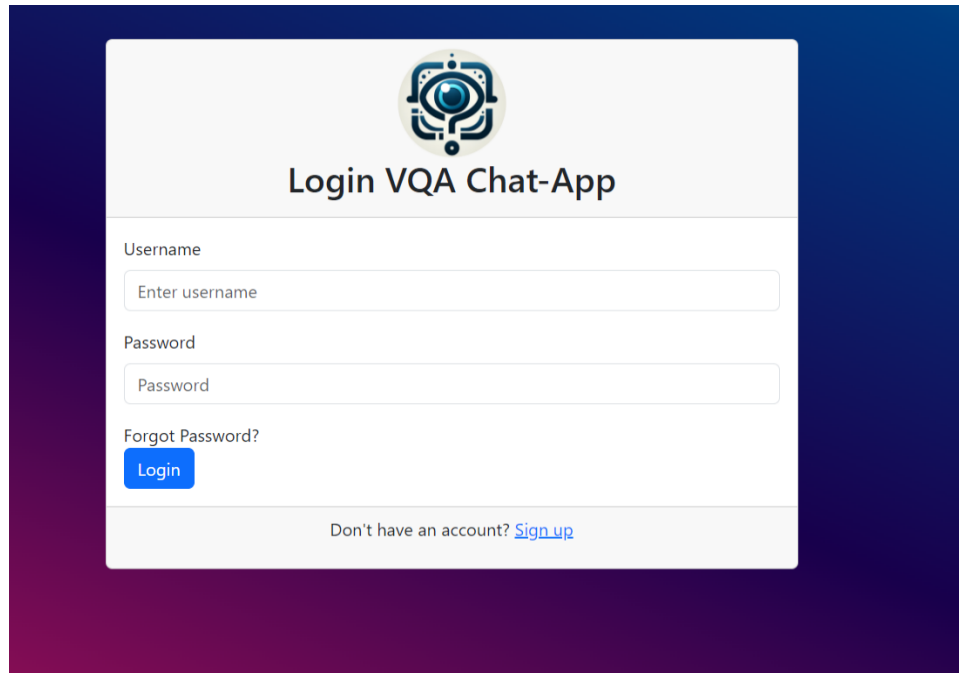 Login VQA Chat-App
Username
Enter username
Password
Password
Forgot Password?
Login
Don't have an account? Sign up